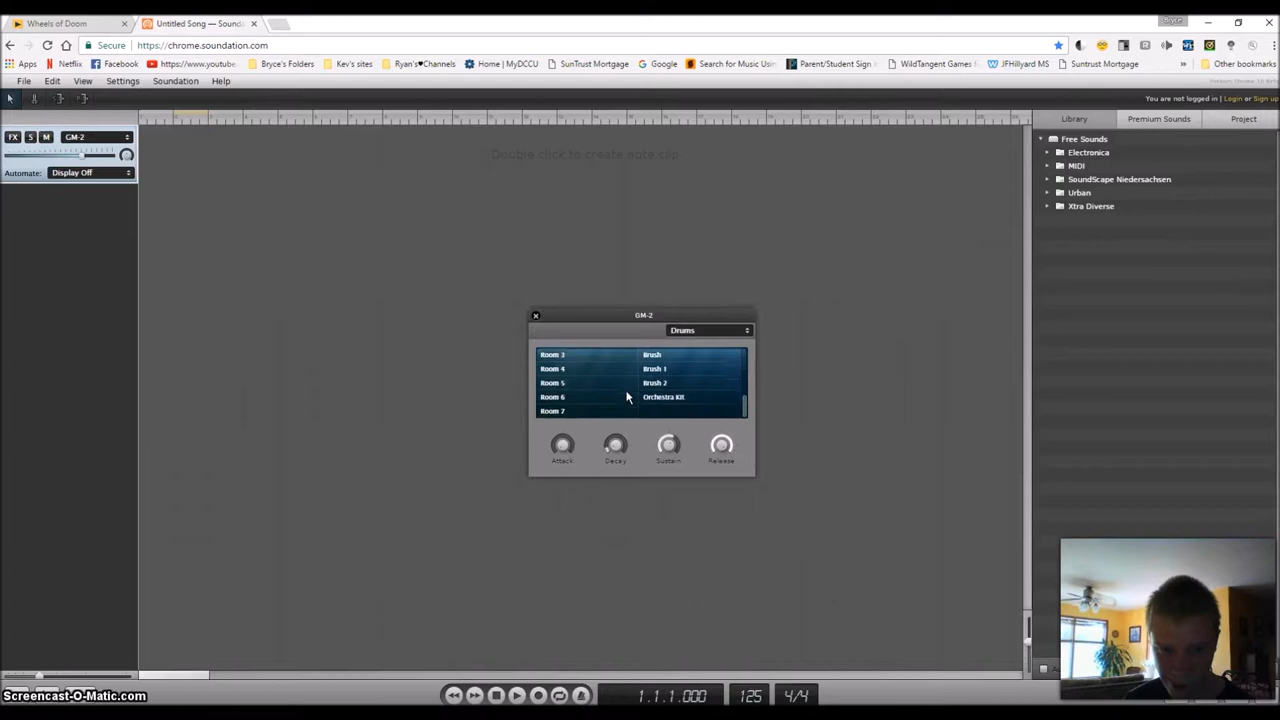 Wheels of Doom
Untitled Song — Sounda
Bryce
Secure
https://chrome.soundation.com
Apps
Netflix
Facebook
https://www.youtube.
Bryce's Folders
Kev's sites
Ryan's♥Channels
Home | MyDCCU
SunTrust Mortgage
Google
Search for Music Usin
Parent/Student Sign i
WildTangent Games f
JFHillyard MS
Suntrust Mortgage
»
Other bookmarks
File Edit View Settings Soundation Help
You are not logged in | Login or Sign up
FX S M GM-2
Automate: Display Off
Double click to create note clip
Library Premium Sounds Project
Free Sounds
Electronica
MIDI
SoundScape Niedersachsen
Urban
Xtra Diverse
GM-2
Drums
Room 3 Brush
Room 4 Brush 1
Room 5 Brush 2
Room 6 Orchestra Kit
Room 7
Attack Decay Sustain Release
Screencast-O-Matic.com
1.1.1.000 125 4/4